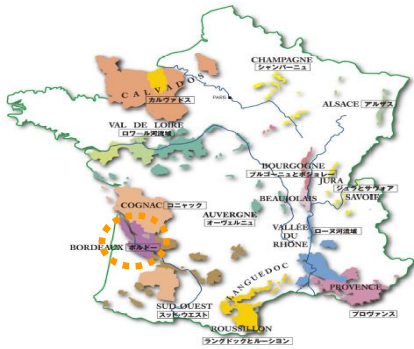 CHAMPAGNE
シャンパーニュ
CALVADOS
カルヴァドス
PARIS
ALSACE アルザス
VAL DE LOIRE
ロワール河流域
BOURGOGNE
ブルゴーニュとボジョレー
JURA
ジュラとサヴォア
SAVOIE
BEAUJOLAIS
COGNAC コニャック
AUVERGNE
オーヴェルニュ
VALLÉE
DU
RHÔNE
ローヌ河流域
BORDEAUX ボルドー
LANGUEDOC
PROVENCE
プロヴァンス
SUD-OUEST
スッド・ウエスト
ROUSSILLON
ラングドックとルーション